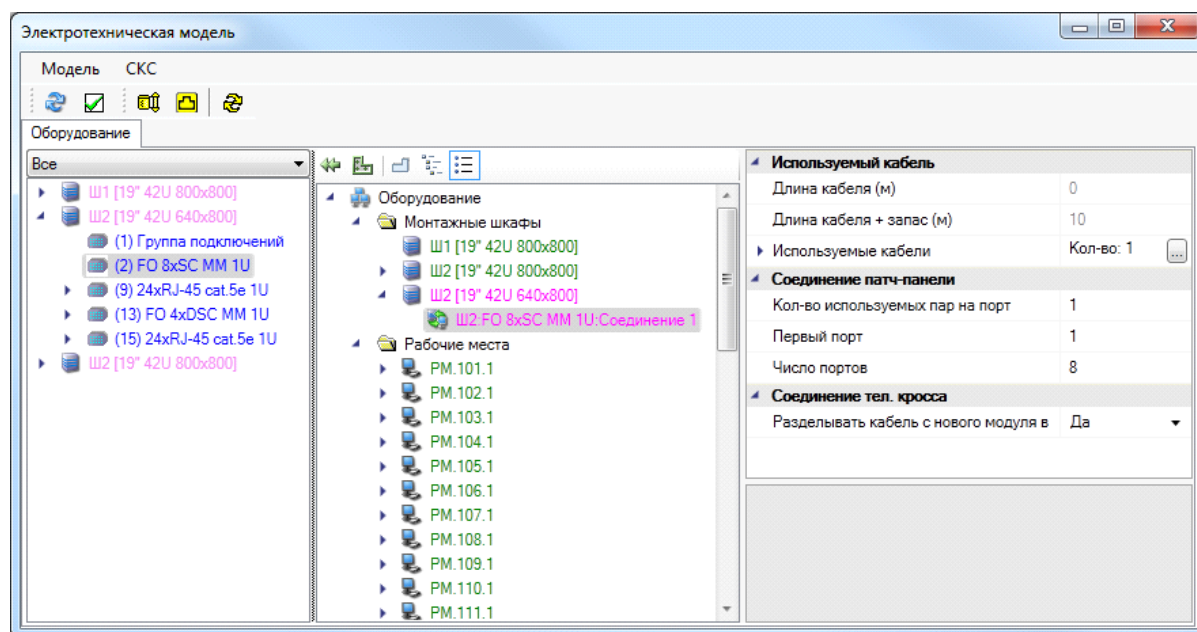 Электротехническая модель
Модель СКС
Оборудование
Все
Ш1 [19" 42U 800x800]
Ш2 [19" 42U 640x800]
(1) Группа подключений
(2) FO 8xSC MM 1U
(9) 24xRJ-45 cat.5e 1U
(13) FO 4xDSC MM 1U
(15) 24xRJ-45 cat.5e 1U
Ш2 [19" 42U 800x800]
Оборудование
Монтажные шкафы
Ш1 [19" 42U 800x800]
Ш2 [19" 42U 800x800]
Ш2 [19" 42U 640x800]
Ш2:FO 8xSC MM 1U:Соединение 1
Рабочие места
РМ.101.1
РМ.102.1
РМ.103.1
РМ.104.1
РМ.105.1
РМ.106.1
РМ.107.1
РМ.108.1
РМ.109.1
РМ.110.1
РМ.111.1
Используемый кабель
Длина кабеля (м) 0
Длина кабеля + запас (м) 10
Используемые кабели Кол-во: 1 ...
Соединение патч-панели
Кол-во используемых пар на порт 1
Первый порт 1
Число портов 8
Соединение тел. кросса
Разделывать кабель с нового модуля в Да